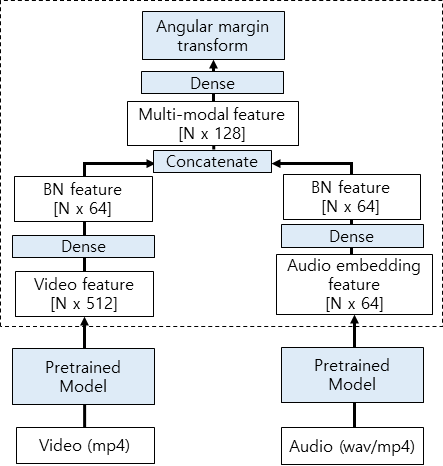 Angular margin
transform
Dense
Multi-modal feature
[N x 128]
Concatenate
BN feature
[N x 64]
BN feature
[N x 64]
Dense
Dense
Video feature
[N x 512]
Audio embedding
feature
[N x 64]
Pretrained
Model
Pretrained
Model
Video (mp4)
Audio (wav/mp4)